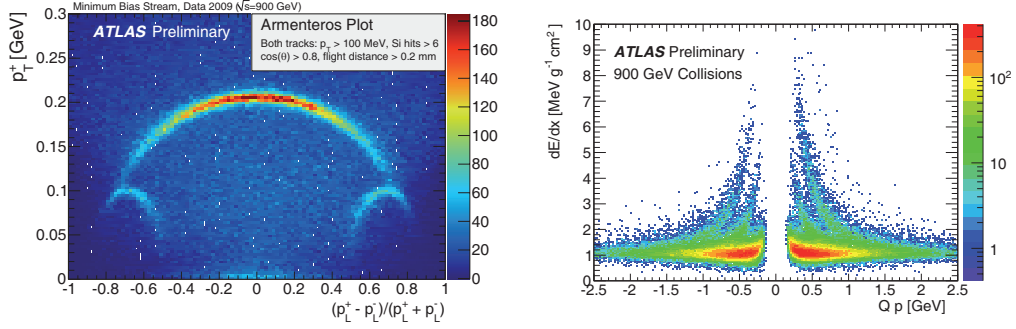 Minimum Bias Stream, Data 2009 (√s=900 GeV)
ATLAS Preliminary
Armenteros Plot
Both tracks: p_T > 100 MeV, Si hits > 6
cos(θ) > 0.8, flight distance > 0.2 mm
p_T^+ [GeV]
0.25
0.2
0.15
0.1
0.05
0
-1 -0.8 -0.6 -0.4 -0.2 0 0.2 0.4 0.6 0.8 1
(p_L^+ - p_L^-)/(p_L^+ + p_L^-)
180
160
140
120
100
80
60
40
20
0
ATLAS Preliminary
900 GeV Collisions
dE/dx [MeV g^-1 cm^2]
10
9
8
7
6
5
4
3
2
1
0
-2.5 -2 -1.5 -1 -0.5 0 0.5 1 1.5 2 2.5
Q p [GeV]
10^2
10
1